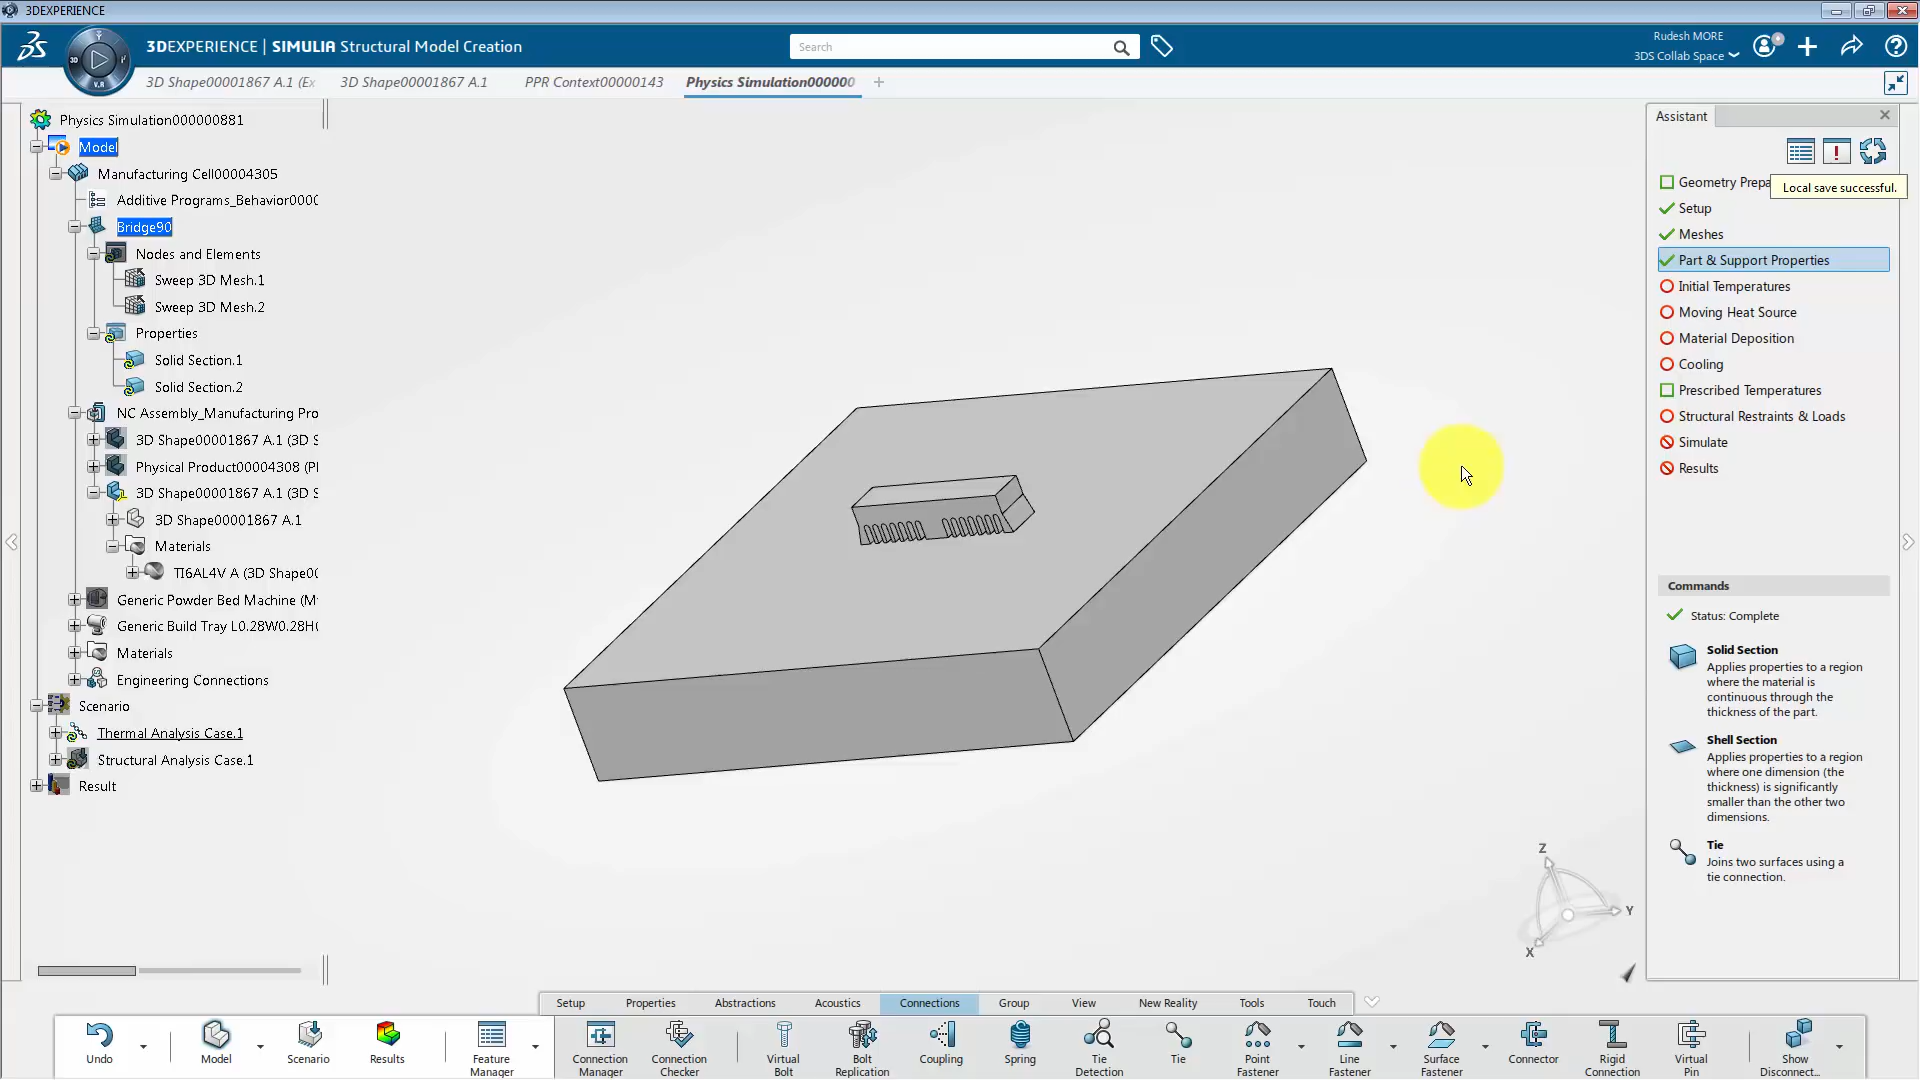 3DEXPERIENCE
3DEXPERIENCE | SIMULIA Structural Model Creation
Search
Rudesh MORE
3DS Collab Space
3D
V.R
3D Shape00001867 A.1 (Ex
3D Shape00001867 A.1
PPR Context00000143
Physics Simulation000000
Physics Simulation000000881
Model
Manufacturing Cell00004305
Additive Programs_Behavior0000
Bridge90
Nodes and Elements
Sweep 3D Mesh.1
Sweep 3D Mesh.2
Properties
Solid Section.1
Solid Section.2
NC Assembly_Manufacturing Pro
3D Shape00001867 A.1 (3D S
Physical Product00004308 (Pl
3D Shape00001867 A.1 (3D S
3D Shape00001867 A.1
Materials
TI6AL4V A (3D Shape00
Generic Powder Bed Machine (M
Generic Build Tray L0.28W0.28H
Materials
Engineering Connections
Scenario
Thermal Analysis Case.1
Structural Analysis Case.1
Result
Z
Y
X
Assistant
Geometry Prepa
Local save successful.
Setup
Meshes
Part & Support Properties
Initial Temperatures
Moving Heat Source
Material Deposition
Cooling
Prescribed Temperatures
Structural Restraints & Loads
Simulate
Results
Commands
Status: Complete
Solid Section
Applies properties to a region
where the material is
continuous through the
thickness of the part.
Shell Section
Applies properties to a region
where one dimension (the
thickness) is significantly
smaller than the other two
dimensions.
Tie
Joins two surfaces using a
tie connection.
Setup Properties Abstractions Acoustics Connections Group View New Reality Tools Touch
Undo
Model
Scenario
Results
Feature
Manager
Connection
Manager
Connection
Checker
Virtual
Bolt
Bolt
Replication
Coupling
Spring
Tie
Detection
Tie
Point
Fastener
Line
Fastener
Surface
Fastener
Connector
Rigid
Connection
Virtual
Pin
Show
Disconnect...